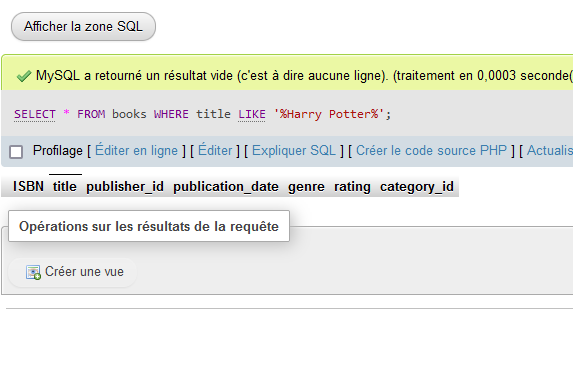 Afficher la zone SQL
MySQL a retourné un résultat vide (c'est à dire aucune ligne). (traitement en 0,0003 seconde(
SELECT * FROM books WHERE title LIKE '%Harry Potter%';
Profilage [ Éditer en ligne ] [ Éditer ] [ Expliquer SQL ] [ Créer le code source PHP ] [ Actualis
ISBN title publisher_id publication_date genre rating category_id
Opérations sur les résultats de la requête
Créer une vue